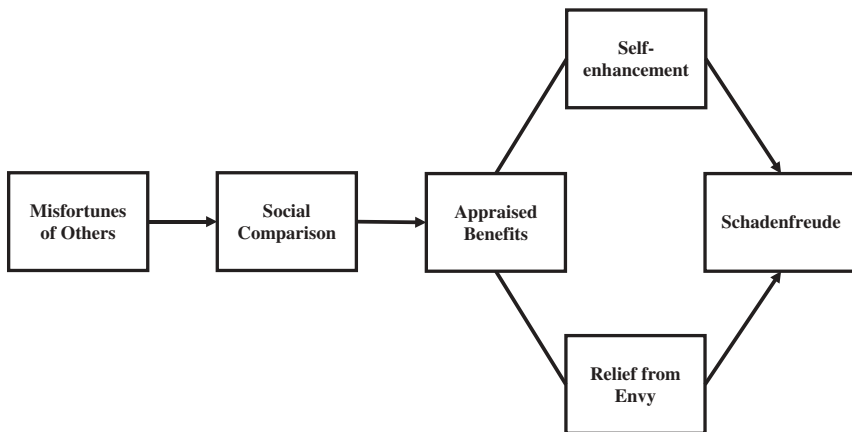 Self-
enhancement
Misfortunes
of Others
Social
Comparison
Appraised
Benefits
Schadenfreude
Relief from
Envy